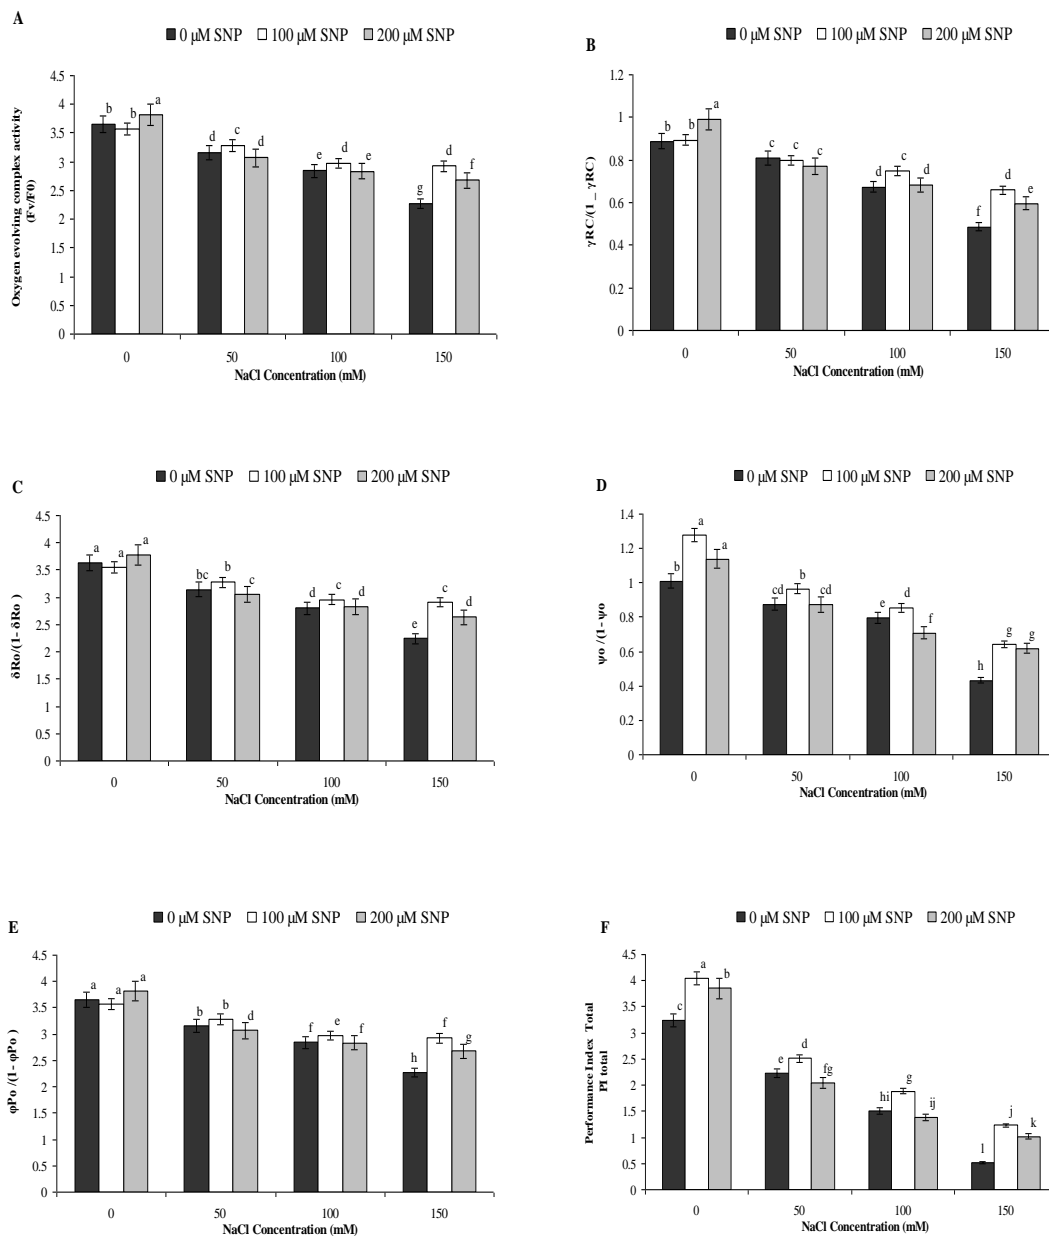 A
0 µM SNP 100 µM SNP 200 µM SNP
Oxygen evolving complex activity
(Fv/F0)
4.5
4
3.5
3
2.5
2
1.5
1
0.5
0
b b a
d c d
e d e
g d f
0 50 100 150
NaCl Concentration (mM)
B
0 µM SNP 100 µM SNP 200 µM SNP
γRC/(1_ γRC)
1.2
1
0.8
0.6
0.4
0.2
0
b b a
c c c
d c d
f d e
0 50 100 150
NaCl Concentration (mM)
C
0 µM SNP 100 µM SNP 200 µM SNP
δRo/(1- δRo )
4.5
4
3.5
3
2.5
2
1.5
1
0.5
0
a a a
bc b c
d c d
e c d
0 50 100 150
NaCl Concentration (mM)
D
0 µM SNP 100 µM SNP 200 µM SNP
ψo /(1- ψo
1.4
1.2
1
0.8
0.6
0.4
0.2
0
b a a
cd b cd
e d f
h g g
0 50 100 150
NaCl Concentration (mM)
E
0 µM SNP 100 µM SNP 200 µM SNP
φPo /(1- φPo )
4.5
4
3.5
3
2.5
2
1.5
1
0.5
0
a a a
b b d
f e f
h f g
0 50 100 150
NaCl Concentration (mM)
F
0 µM SNP 100 µM SNP 200 µM SNP
Performance Index Total
PI total
4.5
4
3.5
3
2.5
2
1.5
1
0.5
0
c a b
e d fg
hi g ij
l j k
0 50 100 150
NaCl Concentration (mM)